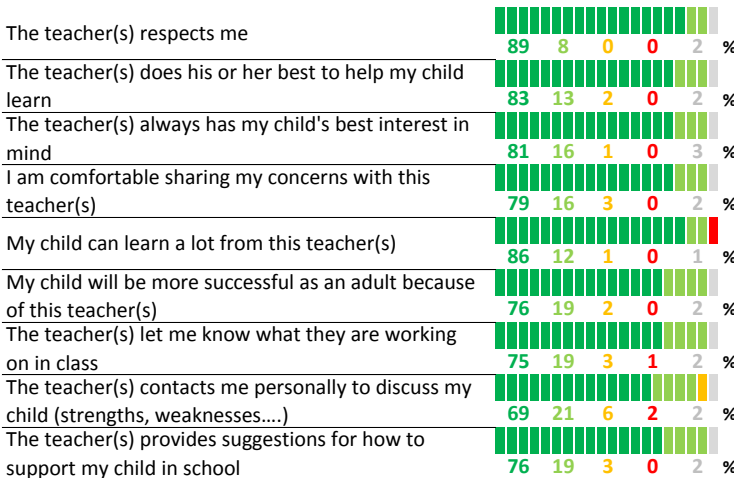 The teacher(s) respects me
89 8 0 0 2 %
The teacher(s) does his or her best to help my child
learn
83 13 2 0 2 %
The teacher(s) always has my child's best interest in
mind
81 16 1 0 3 %
I am comfortable sharing my concerns with this
teacher(s)
79 16 3 0 2 %
My child can learn a lot from this teacher(s)
86 12 1 0 1 %
My child will be more successful as an adult because
of this teacher(s)
76 19 2 0 2 %
The teacher(s) let me know what they are working
on in class
75 19 3 1 2 %
The teacher(s) contacts me personally to discuss my
child (strengths, weaknesses....)
69 21 6 2 2 %
The teacher(s) provides suggestions for how to
support my child in school
76 19 3 0 2 %